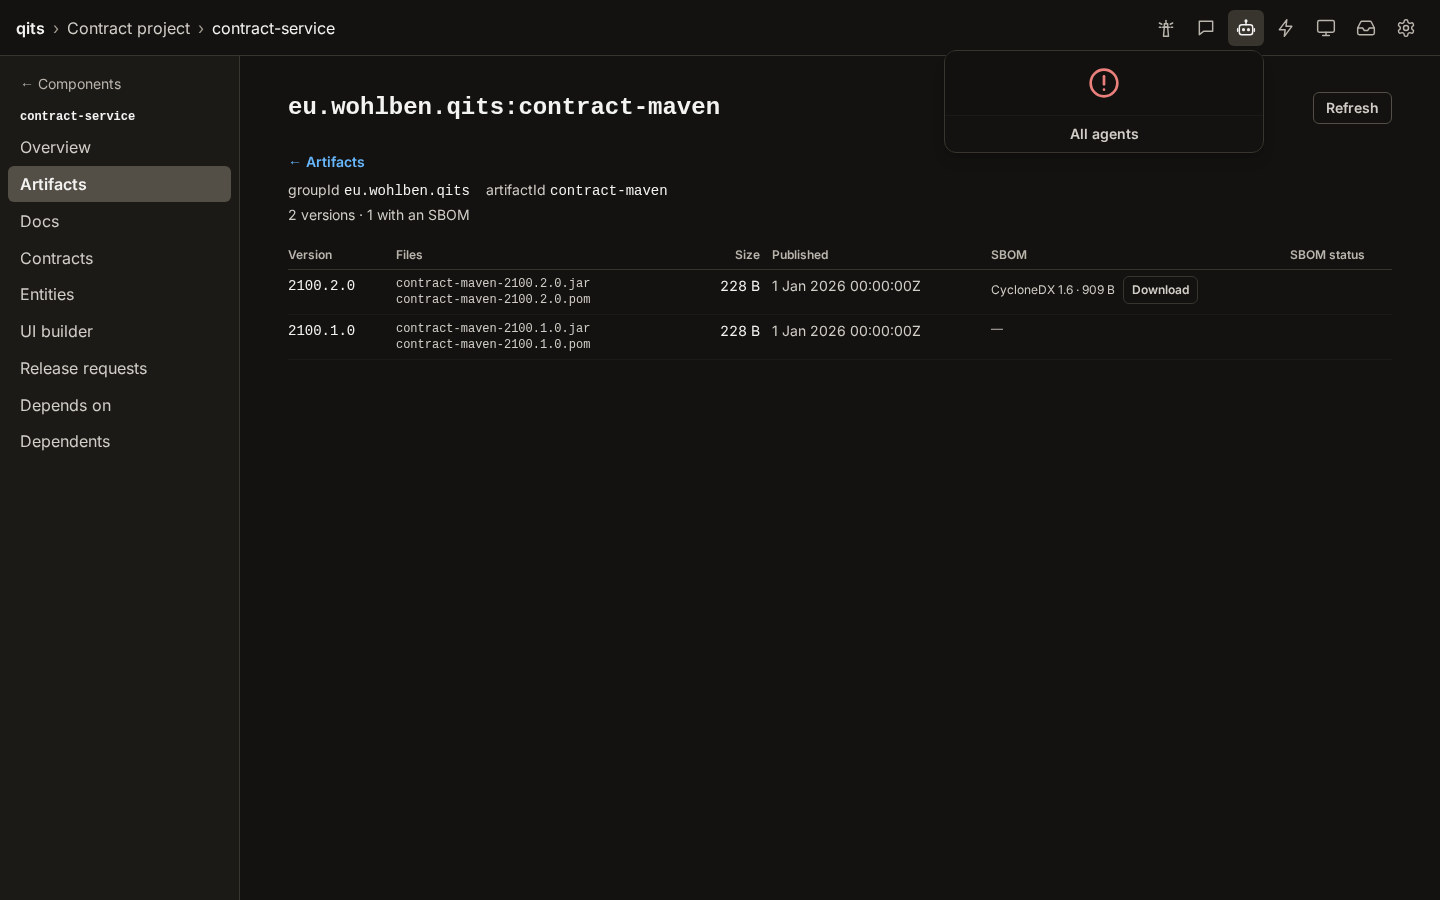 qits › Contract project › contract-service
← Components
contract-service
Overview
Artifacts
Docs
Contracts
Entities
UI builder
Release requests
Depends on
Dependents
All agents
eu.wohlben.qits:contract-maven
Refresh
← Artifacts
groupId eu.wohlben.qits artifactId contract-maven
2 versions · 1 with an SBOM
Version Files Size Published SBOM SBOM status
2100.2.0 contract-maven-2100.2.0.jar 228 B 1 Jan 2026 00:00:00Z CycloneDX 1.6 · 909 B Download
contract-maven-2100.2.0.pom
2100.1.0 contract-maven-2100.1.0.jar 228 B 1 Jan 2026 00:00:00Z —
contract-maven-2100.1.0.pom